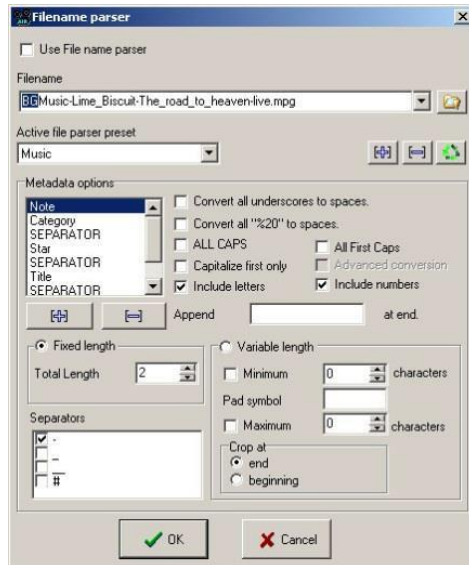 Filename parser
Use File name parser
Filename
BGMusic-Lime_Biscuit-The_road_to_heaven-live.mpg
Active file parser preset
Music
Metadata options
Note
Category
SEPARATOR
Star
SEPARATOR
Title
SEPARATOR
Convert all underscores to spaces.
Convert all "%20" to spaces.
ALL CAPS
All First Caps
Capitalize first only
Advanced conversion
Include letters
Include numbers
Append
at end.
Fixed length
Total Length 2
Variable length
Minimum 0 characters
Pad symbol
Maximum 0 characters
Crop at
end
beginning
Separators
-
_
#
OK
Cancel